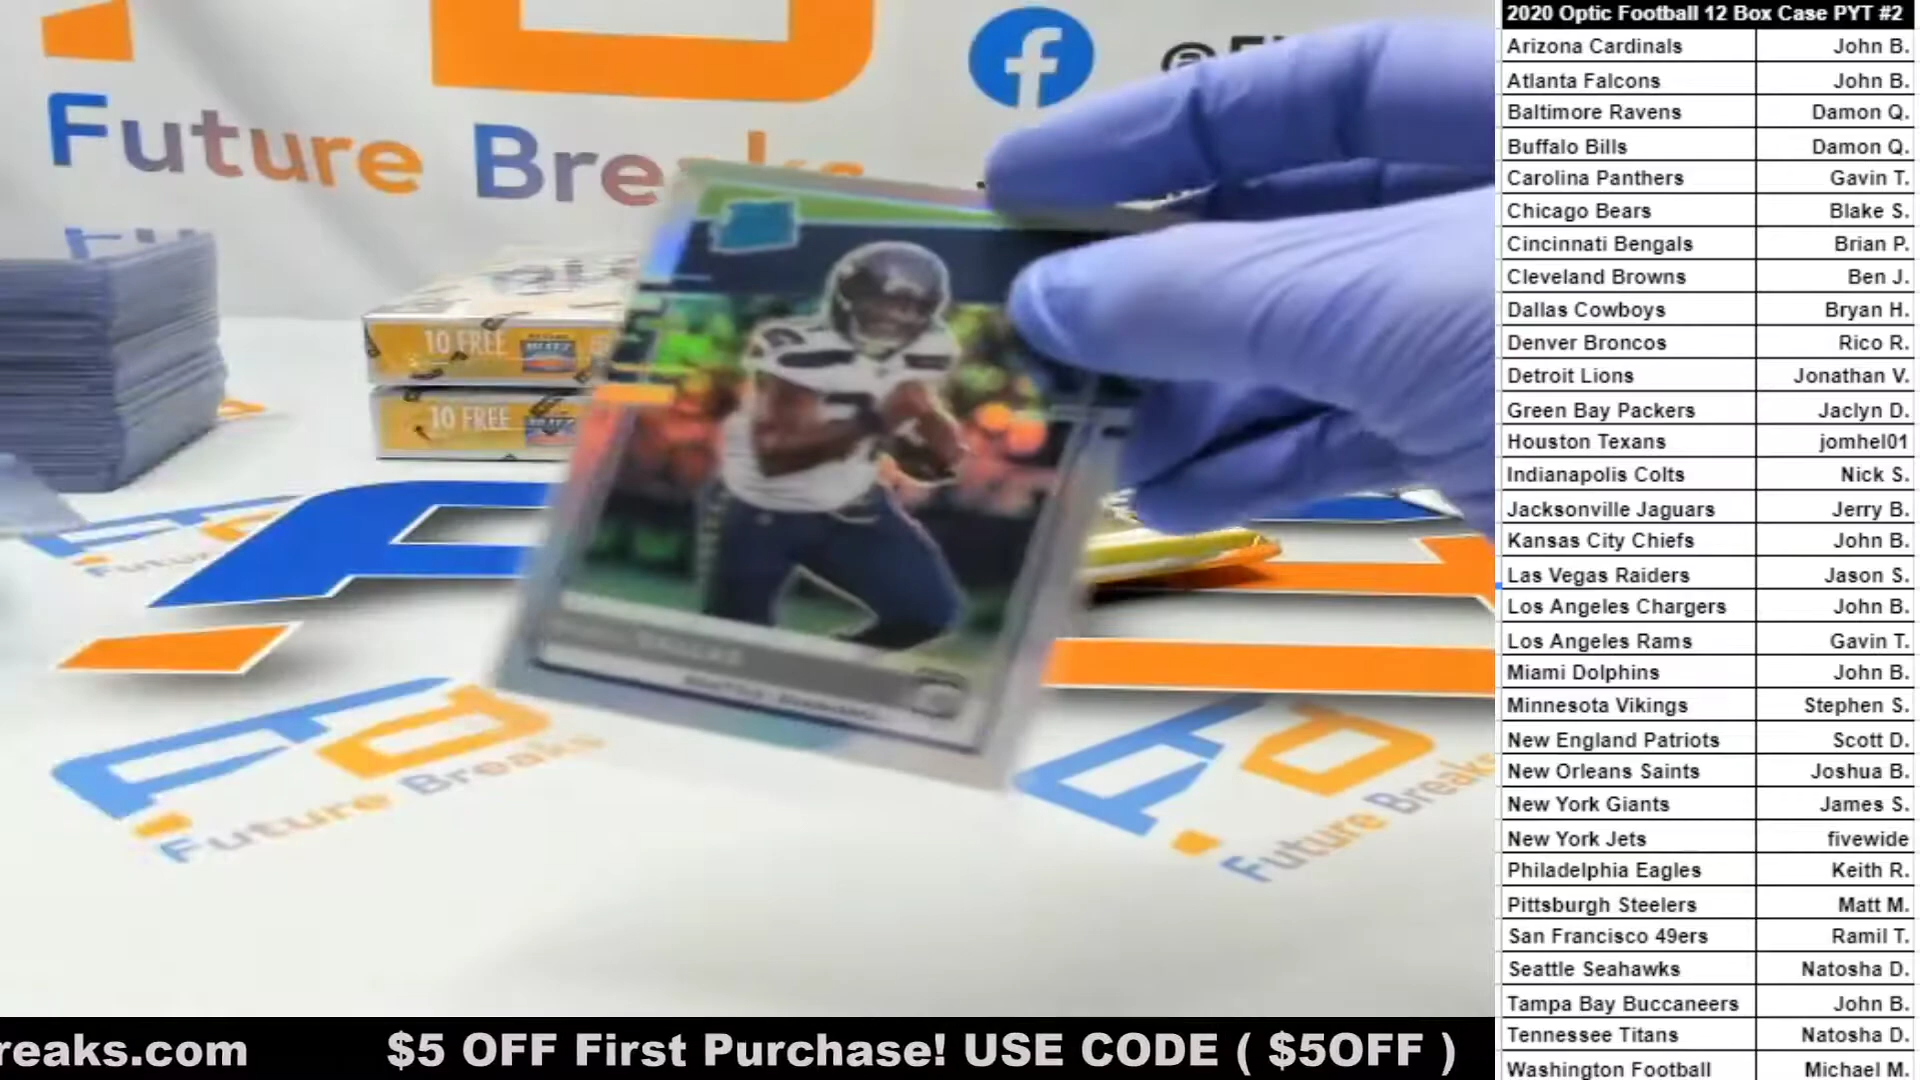 Future Breaks
10 FREE
10 FREE
DALLAS
Future Breaks
Future Breaks
reaks.com $5 OFF First Purchase! USE CODE ( $5OFF )
2020 Optic Football 12 Box Case PYT #2
Arizona Cardinals John B.
Atlanta Falcons John B.
Baltimore Ravens Damon Q.
Buffalo Bills Damon Q.
Carolina Panthers Gavin T.
Chicago Bears Blake S.
Cincinnati Bengals Brian P.
Cleveland Browns Ben J.
Dallas Cowboys Bryan H.
Denver Broncos Rico R.
Detroit Lions Jonathan V.
Green Bay Packers Jaclyn D.
Houston Texans jomhel01
Indianapolis Colts Nick S.
Jacksonville Jaguars Jerry B.
Kansas City Chiefs John B.
Las Vegas Raiders Jason S.
Los Angeles Chargers John B.
Los Angeles Rams Gavin T.
Miami Dolphins John B.
Minnesota Vikings Stephen S.
New England Patriots Scott D.
New Orleans Saints Joshua B.
New York Giants James S.
New York Jets fivewide
Philadelphia Eagles Keith R.
Pittsburgh Steelers Matt M.
San Francisco 49ers Ramil T.
Seattle Seahawks Natosha D.
Tampa Bay Buccaneers John B.
Tennessee Titans Natosha D.
Washington Football Michael M.